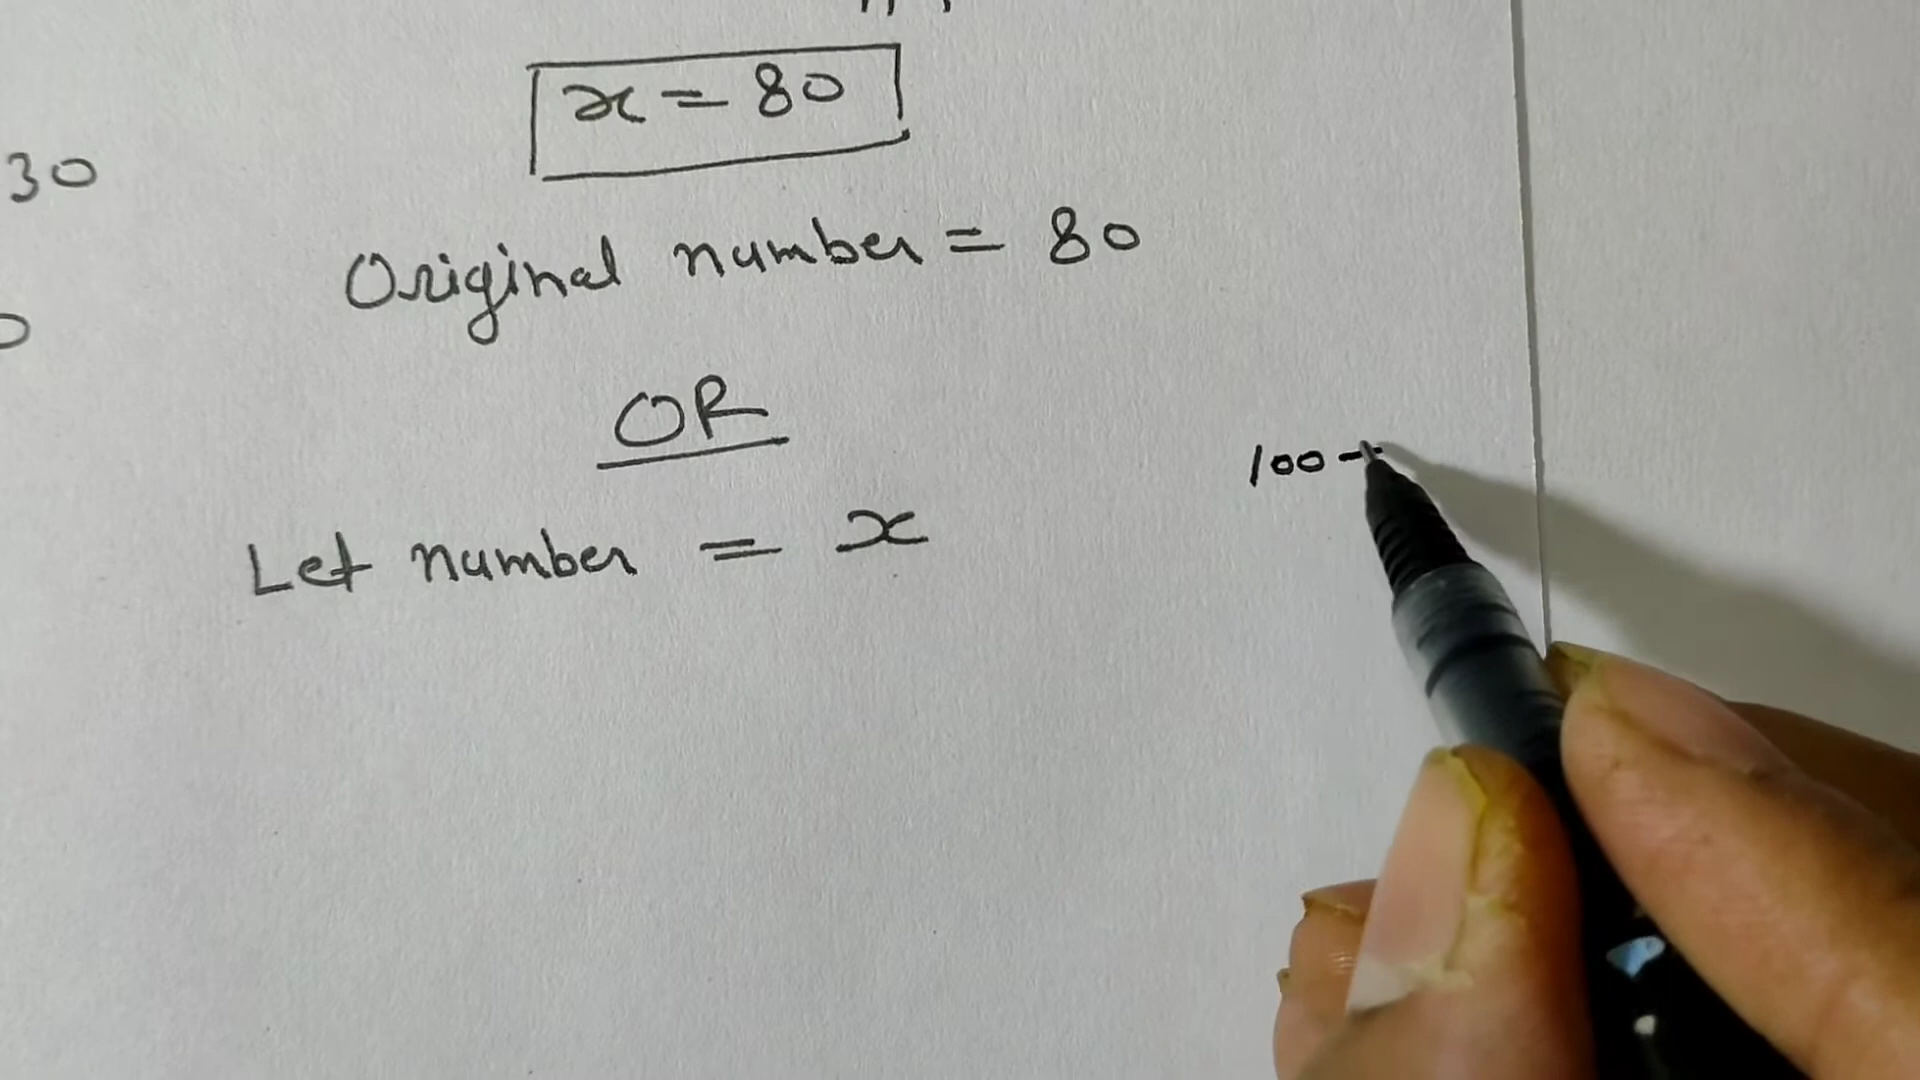 x = 80
30
Original number = 80
OR
100 -
Let number = x